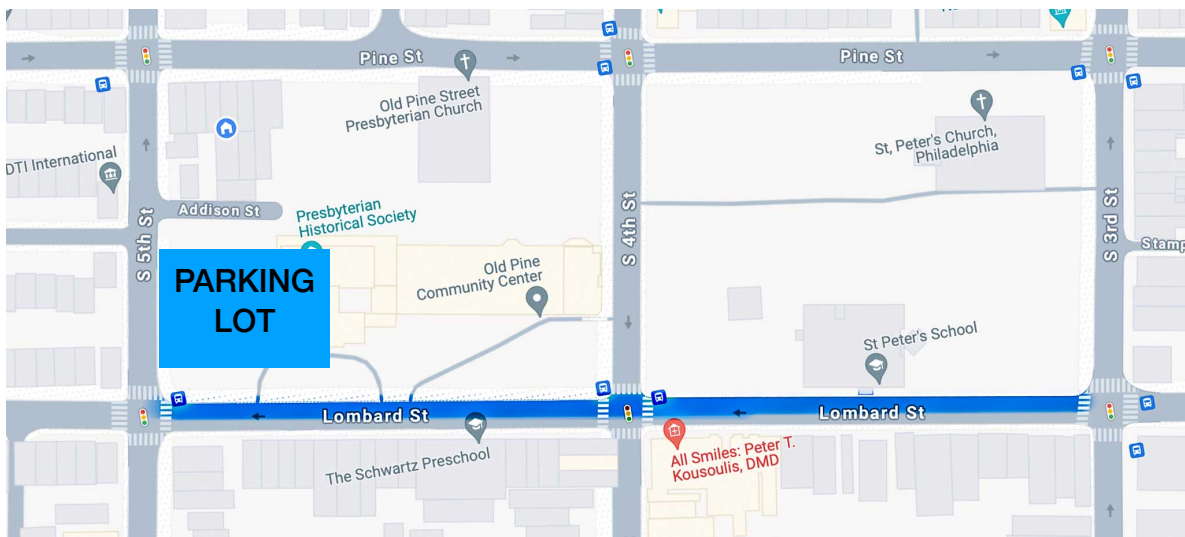 Pine St
Pine St
Old Pine Street
Presbyterian Church
St, Peter's Church,
Philadelphia
DTI International
S 5th St
Addison St
Presbyterian
Historical Society
S 4th St
S 3rd St
Stamp
PARKING
LOT
Old Pine
Community Center
St Peter's School
Lombard St
Lombard St
The Schwartz Preschool
All Smiles: Peter T.
Kousoulis, DMD